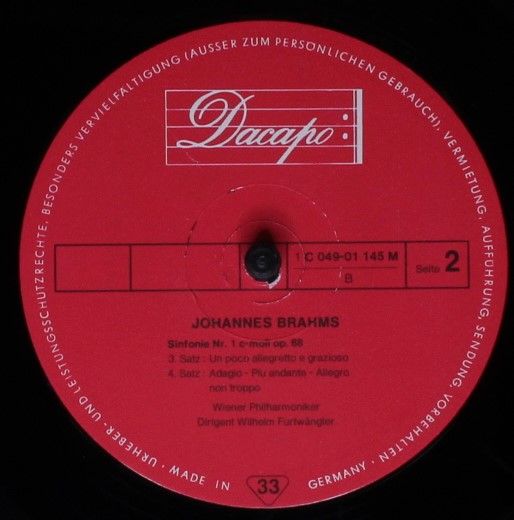 URHEBER- UND LEISTUNGSSCHUTZRECHTE, BESONDERS VERVIELFÄLTIGUNG (AUSSER ZUM PERSÖNLICHEN GEBRAUCH), VERMIETUNG, AUFFÜHRUNG, SENDUNG, VORBEHALTEN · GERMANY · MADE IN
Dacapo
1 C 049-01 145 M
B
Seite 2
JOHANNES BRAHMS
Sinfonie Nr. 1 c-moll op. 68
3. Satz : Un poco allegretto e grazioso
4. Satz : Adagio - Piu andante - Allegro
non troppo
Wiener Philharmoniker
Dirigent Wilhelm Furtwängler
33